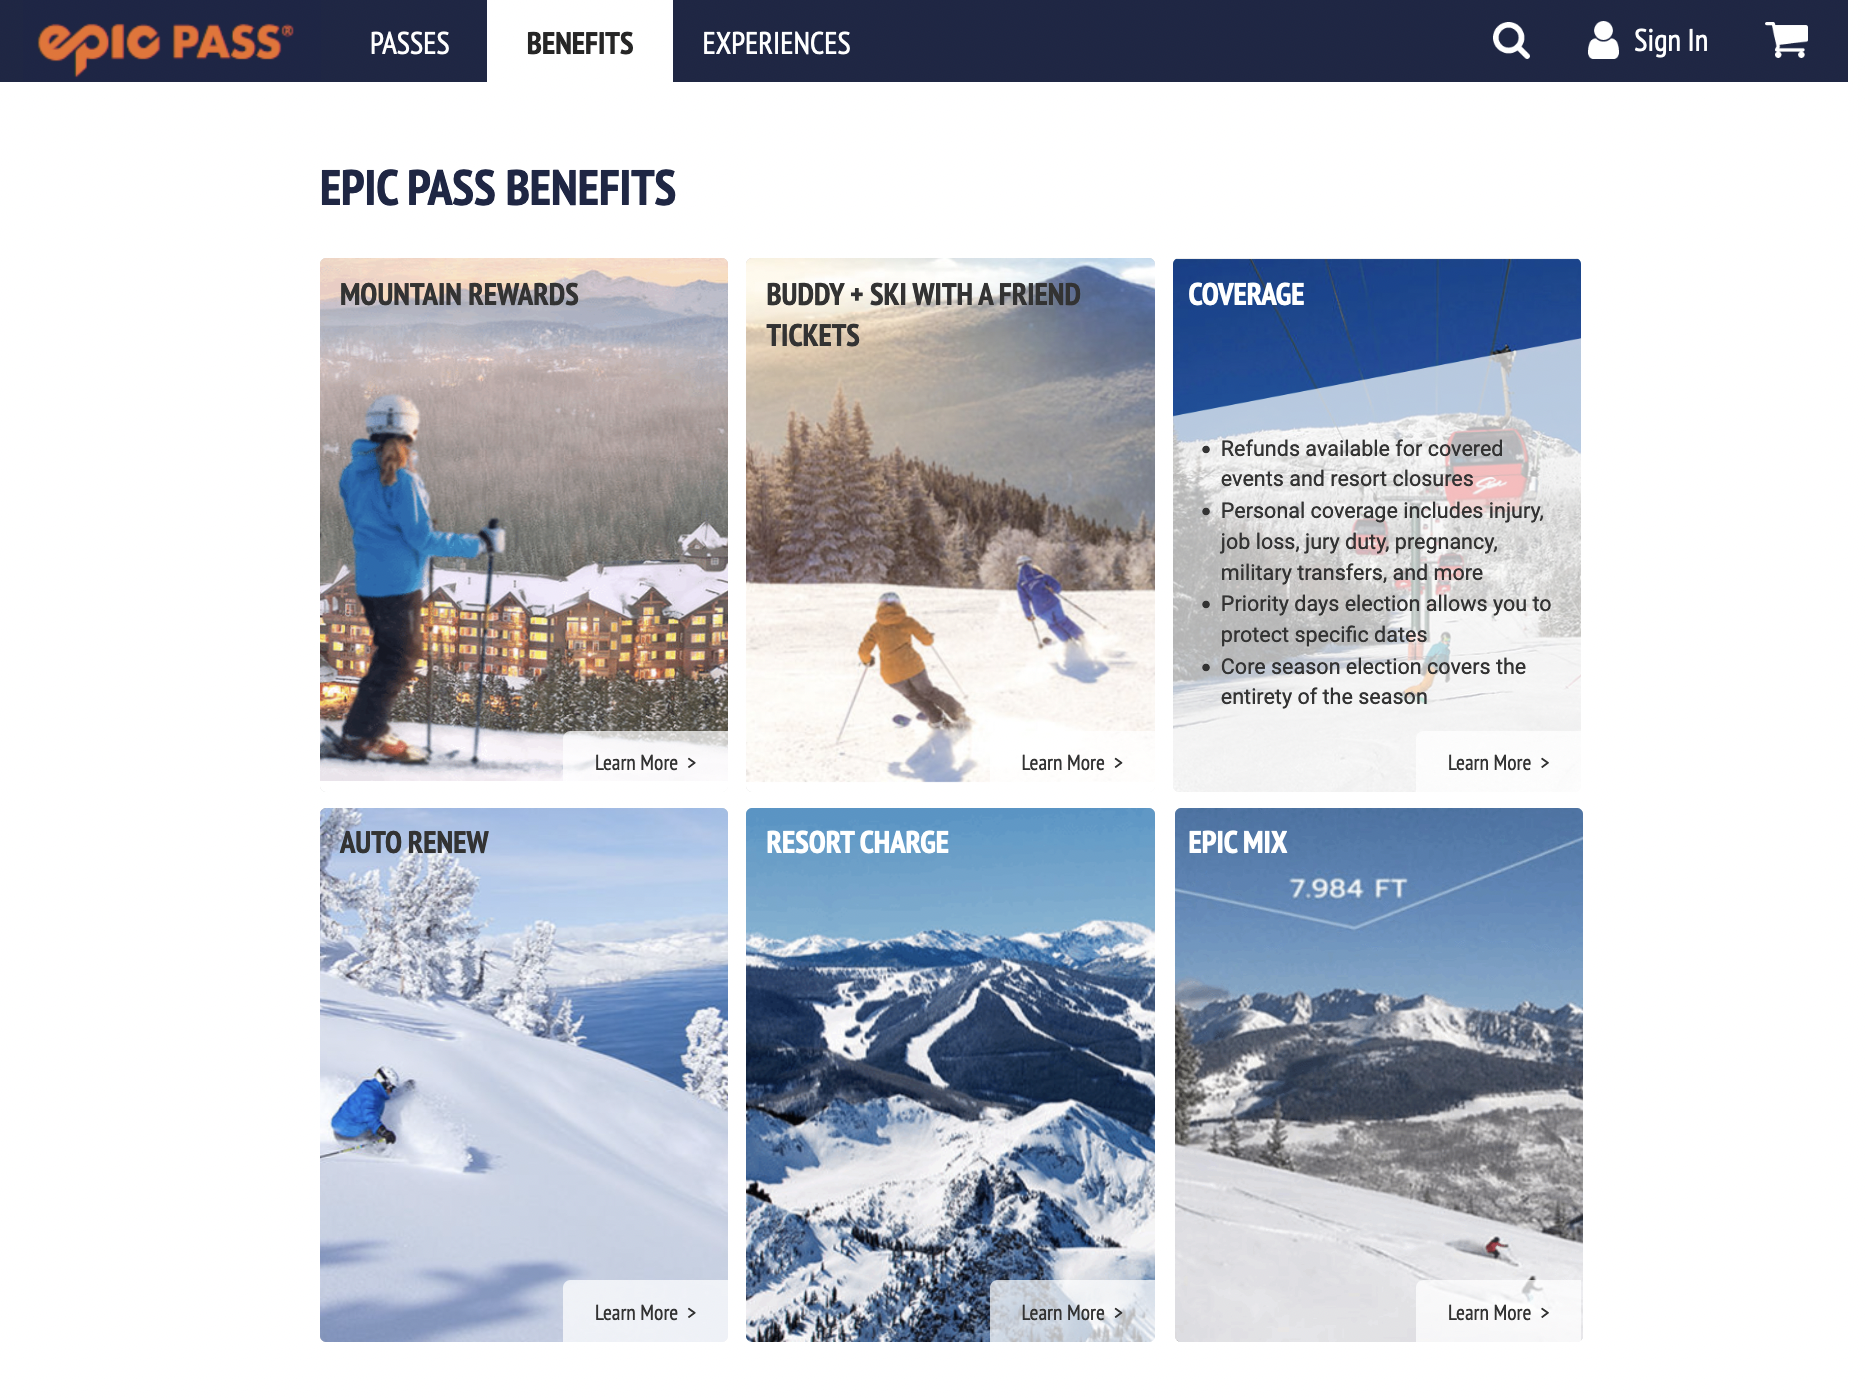 epic PASS®
PASSES
BENEFITS
EXPERIENCES
Sign In
EPIC PASS BENEFITS
MOUNTAIN REWARDS
Learn More >
BUDDY + SKI WITH A FRIEND
TICKETS
Learn More >
COVERAGE
• Refunds available for covered
events and resort closures
• Personal coverage includes injury,
job loss, jury duty, pregnancy,
military transfers, and more
• Priority days election allows you to
protect specific dates
• Core season election covers the
entirety of the season
Learn More >
AUTO RENEW
Learn More >
RESORT CHARGE
Learn More >
EPIC MIX
7.984 FT
Learn More >